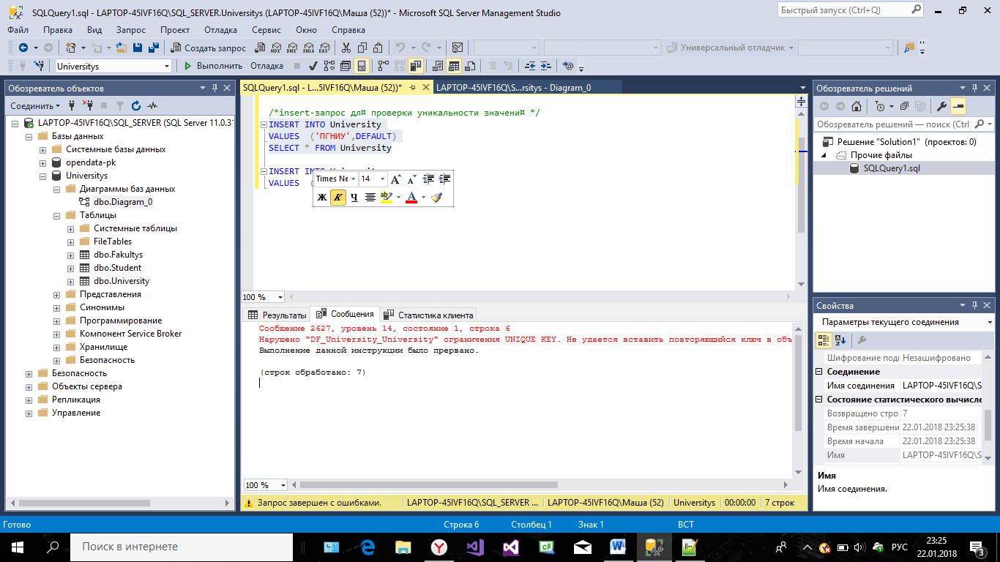 SQLQuery1.sql - LAPTOP-45IVF16Q\SQL_SERVER.Universitys (LAPTOP-45IVF16Q\Маша (52))* - Microsoft SQL Server Management Studio
Быстрый запуск (Ctrl+Q)
Файл Правка Вид Запрос Проект Отладка Сервис Окно Справка
Создать запрос MDX DMX XMLA DAX
Универсальный отладчик
Universitys Выполнить Отладка
Обозреватель объектов
Соединить
LAPTOP-45IVF16Q\SQL_SERVER (SQL Server 11.0.31
Базы данных
Системные базы данных
opendata-pk
Universitys
Диаграммы баз данных
dbo.Diagram_0
Таблицы
Системные таблицы
FileTables
dbo.Fakultys
dbo.Student
dbo.University
Представления
Синонимы
Программирование
Компонент Service Broker
Хранилище
Безопасность
Безопасность
Объекты сервера
Репликация
Управление
SQLQuery1.sql - L...5IVF16Q\Маша (52))* LAPTOP-45IVF16Q\S...rsitys - Diagram_0
/*insert-запрос дл¤ проверки уникальности значени¤ */
INSERT INTO University
VALUES ('ПГНИУ',DEFAULT)
SELECT * FROM University
INSERT INTO University
VALUES (
Times Ne 14
Ж К Ч ab A
100 %
Результаты Сообщения Статистика клиента
Сообщение 2627, уровень 14, состояние 1, строка 6
Нарушено "DF_University_University" ограничения UNIQUE KEY. Не удается вставить повторяющийся ключ в объ
Выполнение данной инструкции было прервано.
(строк обработано: 7)
100 %
Запрос завершен с ошибками. LAPTOP-45IVF16Q\SQL_SERVER ... LAPTOP-45IVF16Q\Маша (52) Universitys 00:00:00 7 строк
Обозреватель решений
Обозреватель решений — поиск (Ctrl
Решение "Solution1" (проектов: 0)
Прочие файлы
SQLQuery1.sql
Свойства
Параметры текущего соединения
Шифрование подк Незашифровано
Соединение
Имя соединения LAPTOP-45IVF16Q\S
Состояние статистического вычисле
Возвращено стро 7
Время завершени 22.01.2018 23:25:38
Время начала 22.01.2018 23:25:38
Имя LAPTOP-45IVF16Q\S
Имя
Имя соединения.
Готово Строка 6 Столбец 1 Знак 1 ВСТ
Поиск в интернете
РУС
23:25
22.01.2018
3